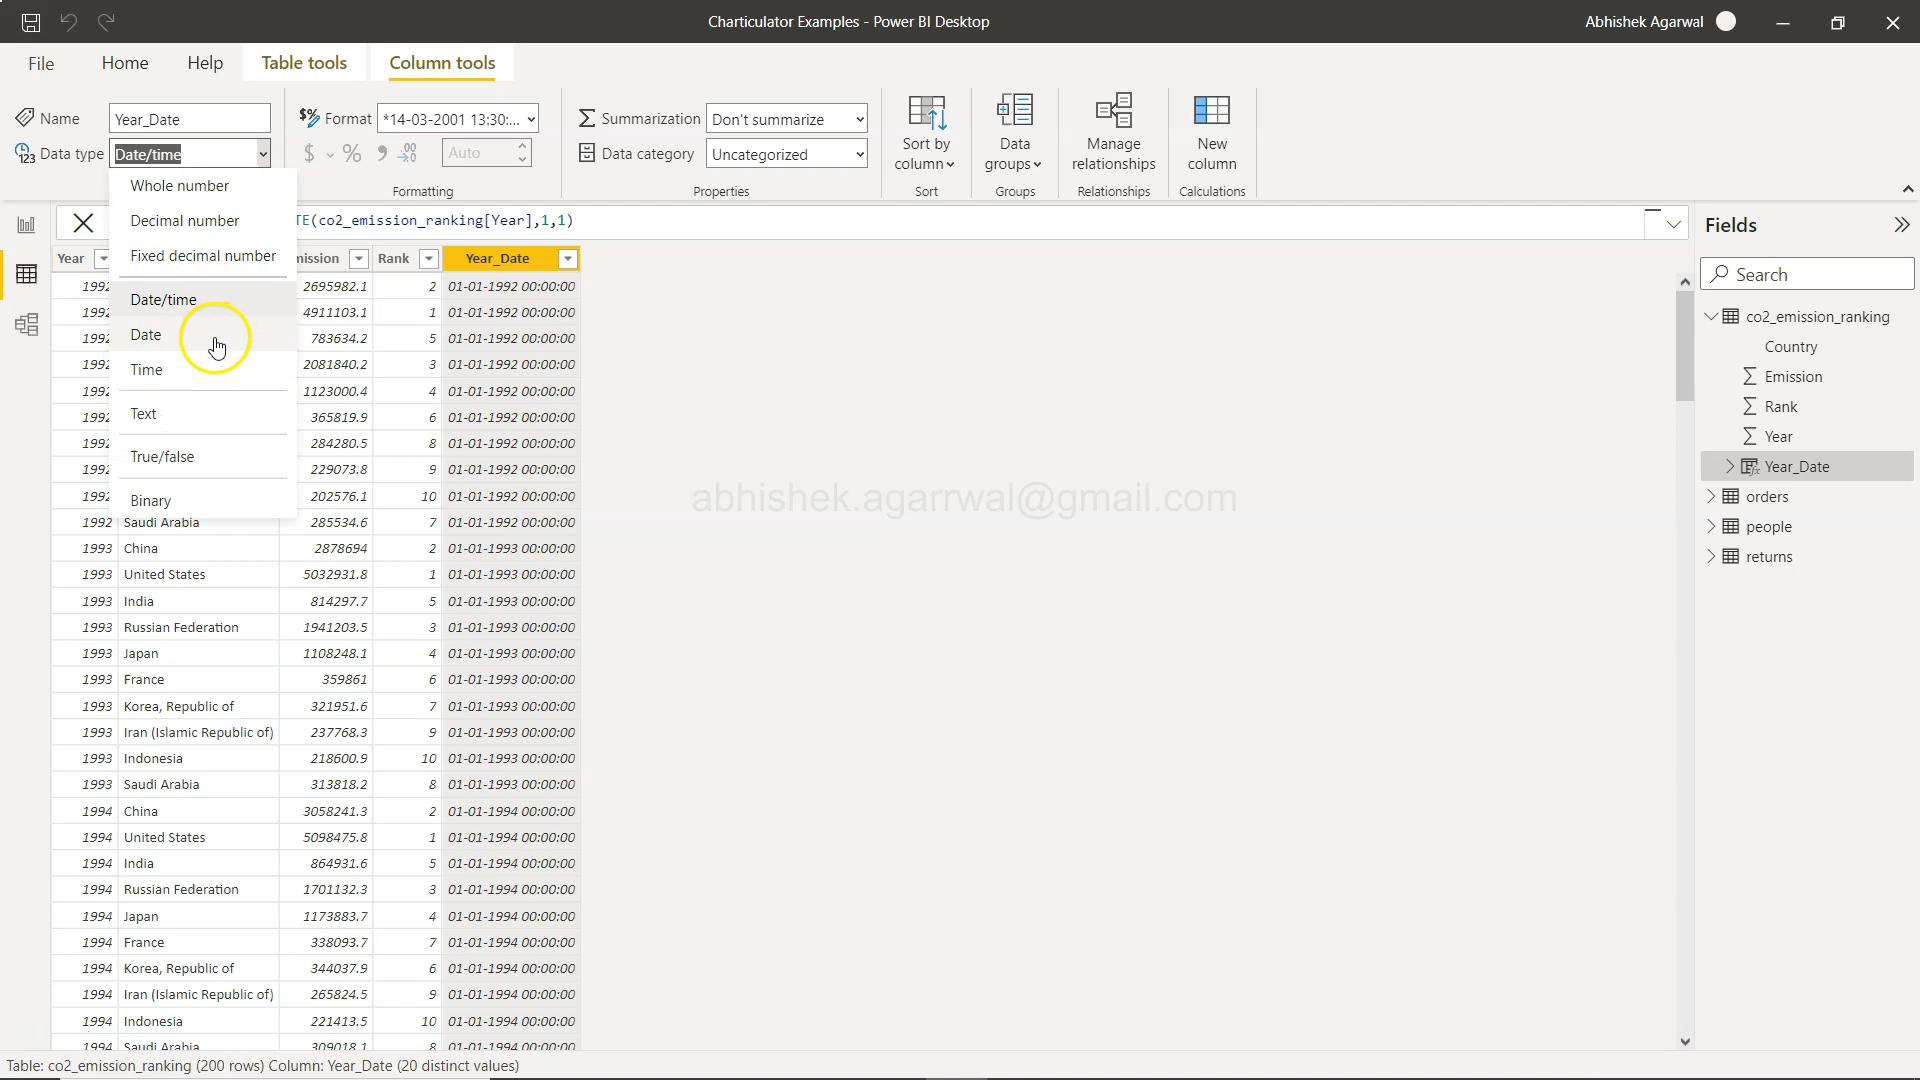 Charticulator Examples - Power BI Desktop
Abhishek Agarwal
File
Home
Help
Table tools
Column tools
Name
Year_Date
Data type
Date/time
Format
*14-03-2001 13:30:...
$ % 9 .00
Auto
Formatting
Summarization
Don't summarize
Data category
Uncategorized
Properties
Sort by
column
Sort
Data
groups
Groups
Manage
relationships
Relationships
New
column
Calculations
Whole number
Decimal number
Fixed decimal number
Date/time
Date
Time
Text
True/false
Binary
TE(co2_emission_ranking[Year],1,1)
Year mission Rank Year_Date
1992 2695982.1 2 01-01-1992 00:00:00
1992 4911103.1 1 01-01-1992 00:00:00
1992 783634.2 5 01-01-1992 00:00:00
1992 2081840.2 3 01-01-1992 00:00:00
1992 1123000.4 4 01-01-1992 00:00:00
1992 365819.9 6 01-01-1992 00:00:00
1992 284280.5 8 01-01-1992 00:00:00
1992 229073.8 9 01-01-1992 00:00:00
1992 202576.1 10 01-01-1992 00:00:00
1992 Saudi Arabia 285534.6 7 01-01-1992 00:00:00
1993 China 2878694 2 01-01-1993 00:00:00
1993 United States 5032931.8 1 01-01-1993 00:00:00
1993 India 814297.7 5 01-01-1993 00:00:00
1993 Russian Federation 1941203.5 3 01-01-1993 00:00:00
1993 Japan 1108248.1 4 01-01-1993 00:00:00
1993 France 359861 6 01-01-1993 00:00:00
1993 Korea, Republic of 321951.6 7 01-01-1993 00:00:00
1993 Iran (Islamic Republic of) 237768.3 9 01-01-1993 00:00:00
1993 Indonesia 218600.9 10 01-01-1993 00:00:00
1993 Saudi Arabia 313818.2 8 01-01-1993 00:00:00
1994 China 3058241.3 2 01-01-1994 00:00:00
1994 United States 5098475.8 1 01-01-1994 00:00:00
1994 India 864931.6 5 01-01-1994 00:00:00
1994 Russian Federation 1701132.3 3 01-01-1994 00:00:00
1994 Japan 1173883.7 4 01-01-1994 00:00:00
1994 France 338093.7 7 01-01-1994 00:00:00
1994 Korea, Republic of 344037.9 6 01-01-1994 00:00:00
1994 Iran (Islamic Republic of) 265824.5 9 01-01-1994 00:00:00
1994 Indonesia 221413.5 10 01-01-1994 00:00:00
1994 Saudi Arabia 309018.1 8 01-01-1994 00:00:00
abhishek.agarrwal@gmail.com
Fields
Search
co2_emission_ranking
Country
Emission
Rank
Year
Year_Date
orders
people
returns
Table: co2_emission_ranking (200 rows) Column: Year_Date (20 distinct values)